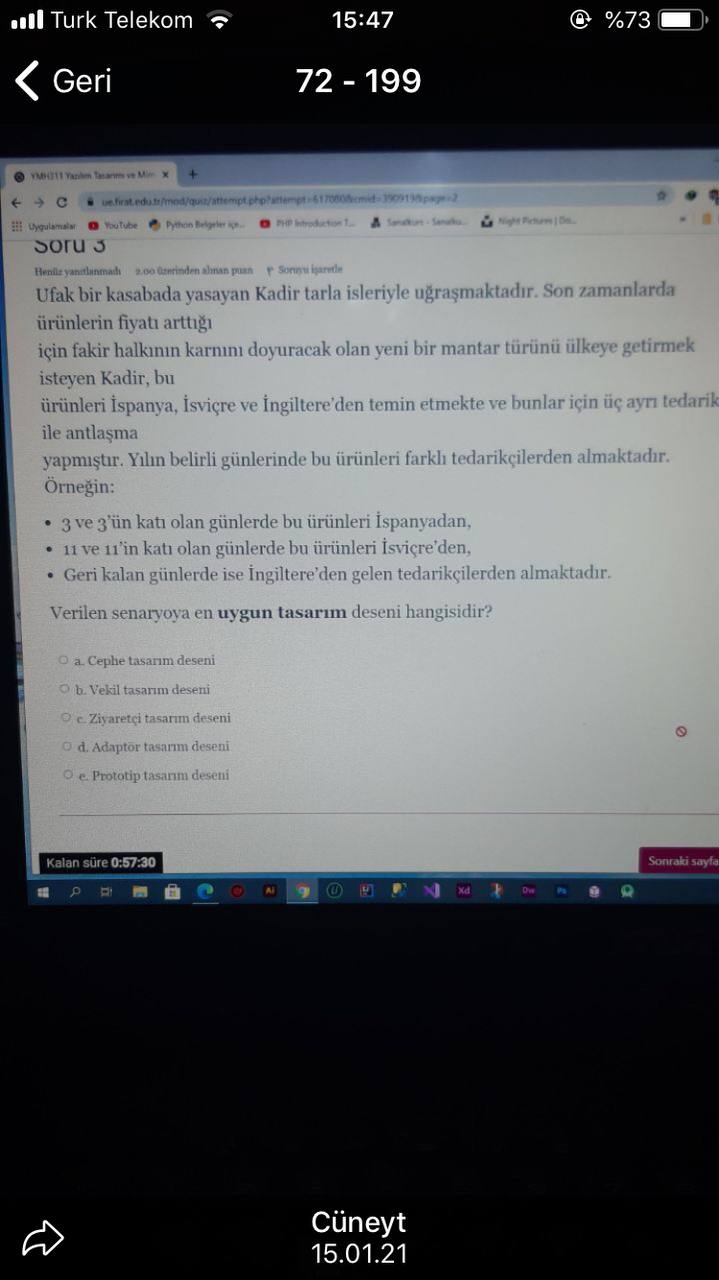 Turk Telekom
15:47
%73
Geri
72 - 199
YMH311 Yazılım Tasarımı ve Mim
ue.firat.edu.tr/mod/quiz/attempt.php?attempt=617080&cmid=390919&page=2
Uygulamalar
YouTube
Python Belgeler içe...
PHP Introduction T...
Sanalkurs - Sanalku...
Night Pictures | Do...
Soru 3
Henüz yanıtlanmadı 2.00 üzerinden alınan puan Soruyu işaretle
Ufak bir kasabada yasayan Kadir tarla isleriyle uğraşmaktadır. Son zamanlarda
ürünlerin fiyatı arttığı
için fakir halkının karnını doyuracak olan yeni bir mantar türünü ülkeye getirmek
isteyen Kadir, bu
ürünleri İspanya, İsviçre ve İngiltere'den temin etmekte ve bunlar için üç ayrı tedarik
ile antlaşma
yapmıştır. Yılın belirli günlerinde bu ürünleri farklı tedarikçilerden almaktadır.
Örneğin:
• 3 ve 3'ün katı olan günlerde bu ürünleri İspanyadan,
• 11 ve 11'in katı olan günlerde bu ürünleri İsviçre'den,
• Geri kalan günlerde ise İngiltere'den gelen tedarikçilerden almaktadır.
Verilen senaryoya en uygun tasarım deseni hangisidir?
a. Cephe tasarım deseni
b. Vekil tasarım deseni
c. Ziyaretçi tasarım deseni
d. Adaptör tasarım deseni
e. Prototip tasarım deseni
Kalan süre 0:57:30
Sonraki sayfa
Ai
Xd
Dw
Ps
Cüneyt
15.01.21